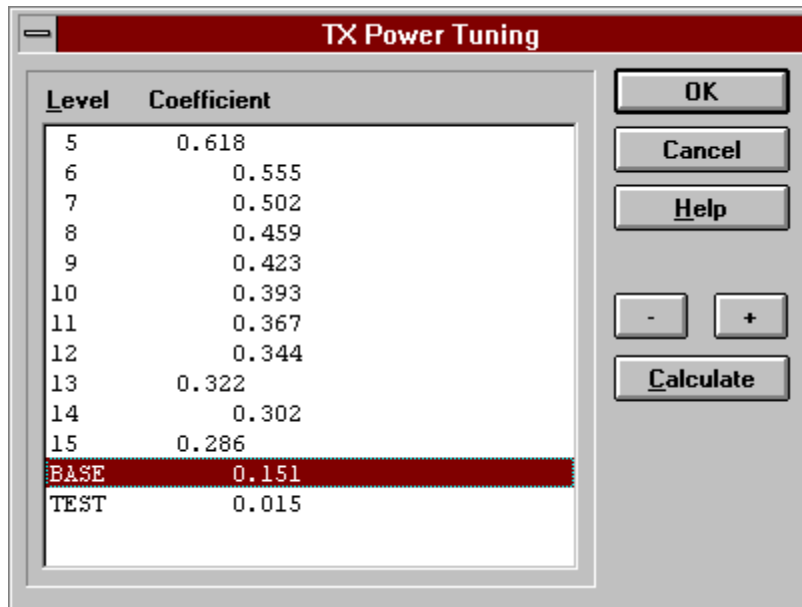 TX Power Tuning
Level Coefficient
5 0.618
6 0.555
7 0.502
8 0.459
9 0.423
10 0.393
11 0.367
12 0.344
13 0.322
14 0.302
15 0.286
BASE 0.151
TEST 0.015
OK
Cancel
Help
- +
Calculate